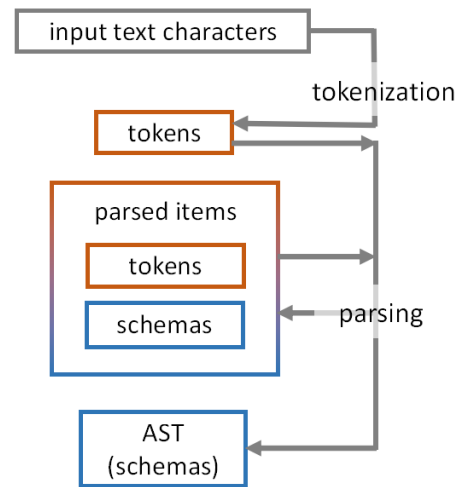 input text characters
tokenization
tokens
parsed items
tokens
schemas
parsing
AST
(schemas)